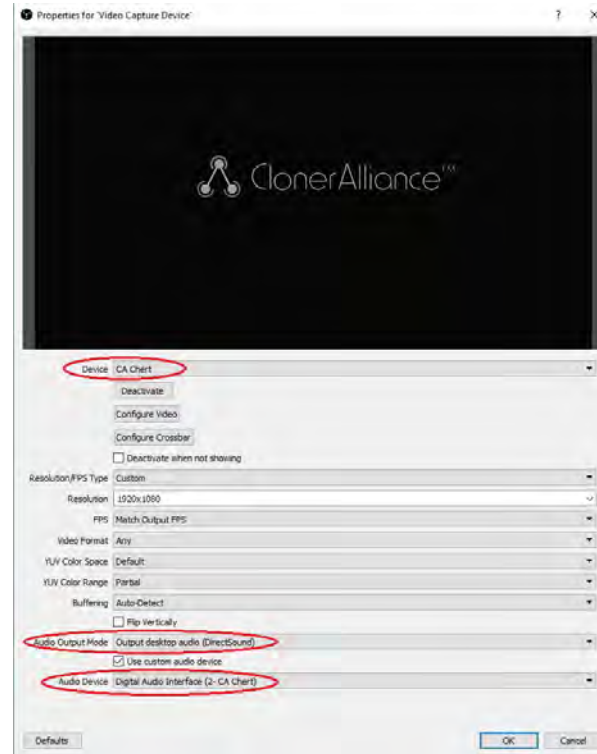 Properties for 'Video Capture Device'
? X
ClonerAlliance™
Device CA Chert
Deactivate
Configure Video
Configure Crossbar
Deactivate when not showing
Resolution/FPS Type Custom
Resolution 1920x1080
FPS Match Output FPS
Video Format Any
YUV Color Space Default
YUV Color Range Partial
Buffering Auto-Detect
Flip Vertically
Audio Output Mode Output desktop audio (DirectSound)
Use custom audio device
Audio Device Digital Audio Interface (2- CA Chert)
Defaults OK Cancel